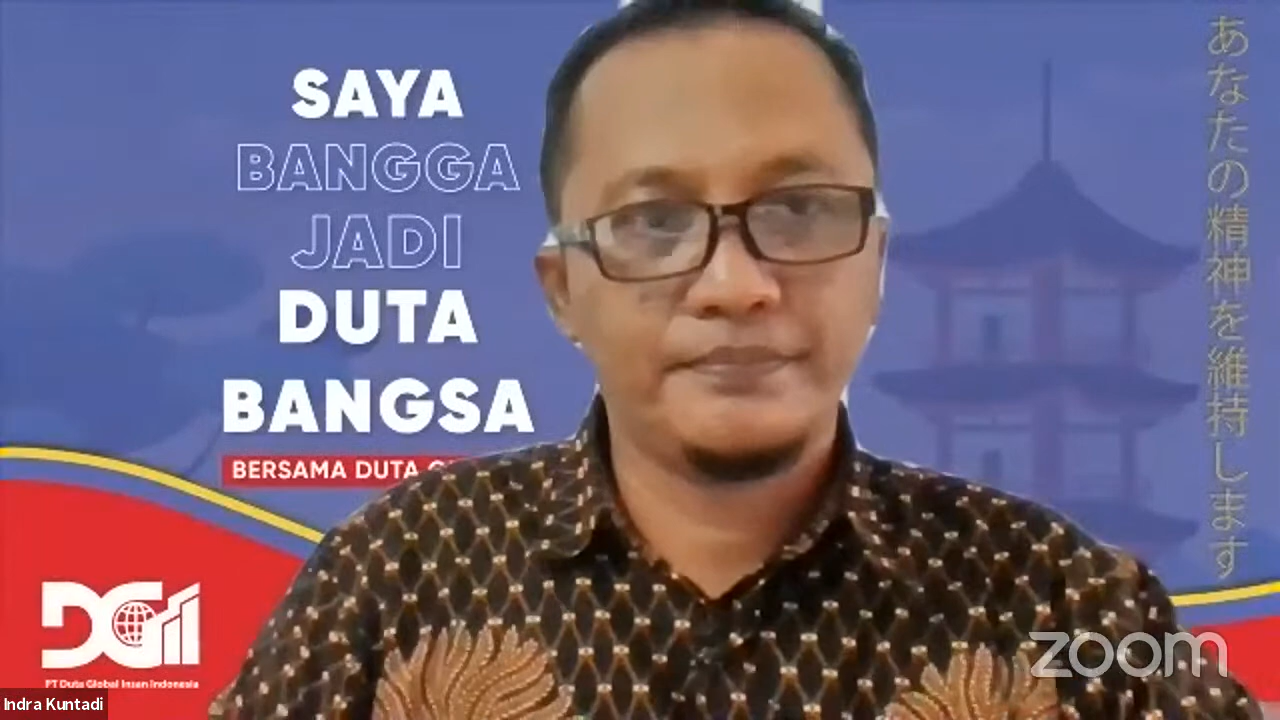 SAYA
BANGGA
JADI
DUTA
BANGSA
BERSAMA DUTA
あなたの精神を維持します
DGII
PT Duta Global Insan Indonesia
zoom
Indra Kuntadi